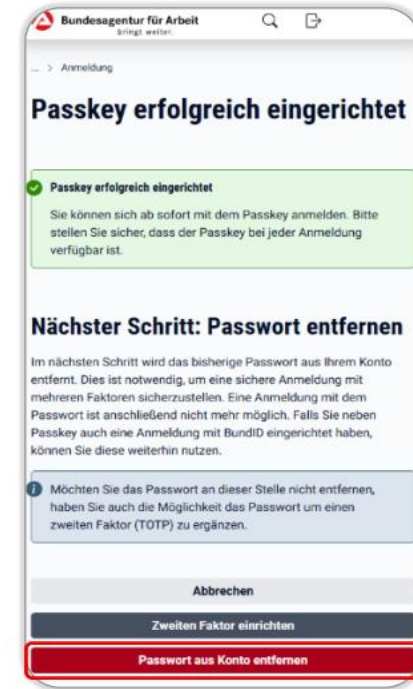 Bundesagentur für Arbeit
bringt weiter.
... > Anmeldung
Passkey erfolgreich eingerichtet
Passkey erfolgreich eingerichtet
Sie können sich ab sofort mit dem Passkey anmelden. Bitte
stellen Sie sicher, dass der Passkey bei jeder Anmeldung
verfügbar ist.
Nächster Schritt: Passwort entfernen
Im nächsten Schritt wird das bisherige Passwort aus Ihrem Konto
entfernt. Dies ist notwendig, um eine sichere Anmeldung mit
mehreren Faktoren sicherzustellen. Eine Anmeldung mit dem
Passwort ist anschließend nicht mehr möglich. Falls Sie neben
Passkey auch eine Anmeldung mit BundID eingerichtet haben,
können Sie diese weiterhin nutzen.
Möchten Sie das Passwort an dieser Stelle nicht entfernen,
haben Sie auch die Möglichkeit das Passwort um einen
zweiten Faktor (TOTP) zu ergänzen.
Abbrechen
Zweiten Faktor einrichten
Passwort aus Konto entfernen